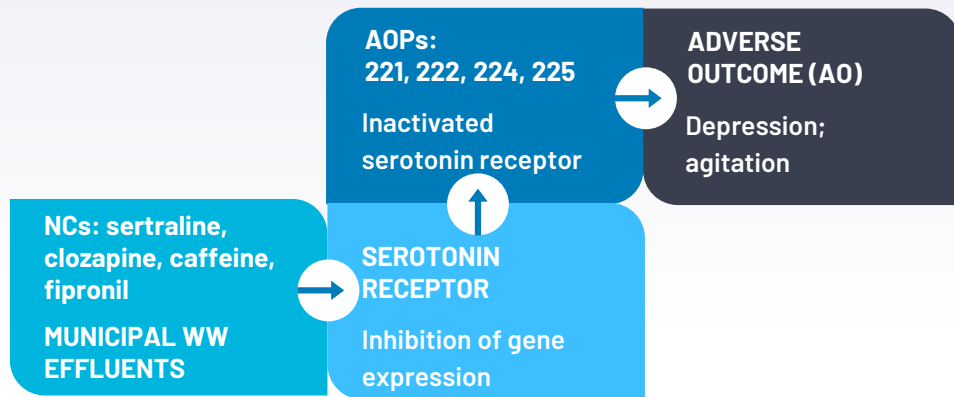 AOPs:
221, 222, 224, 225
Inactivated
serotonin receptor
ADVERSE
OUTCOME (AO)
Depression;
agitation
NCs: sertraline,
clozapine, caffeine,
fipronil
MUNICIPAL WW
EFFLUENTS
SEROTONIN
RECEPTOR
Inhibition of gene
expression